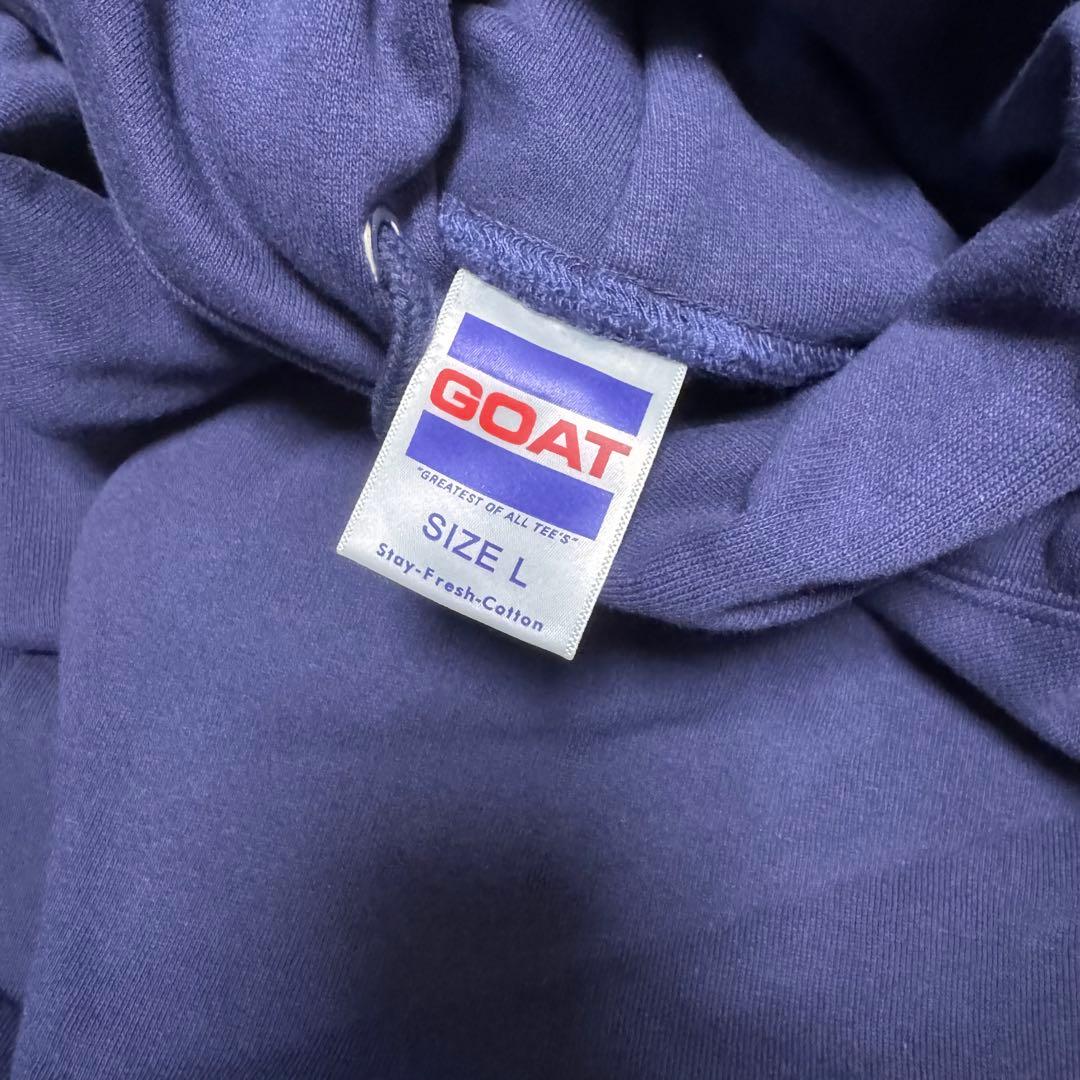 GOAT
"GREATEST OF ALL TEE'S"
SIZE L
Stay-Fresh-Cotton